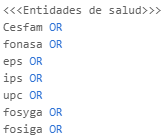 <<<Entidades de salud>>>
Cesfam OR
fonasa OR
eps OR
ips OR
upc OR
fosyga OR
fosiga OR